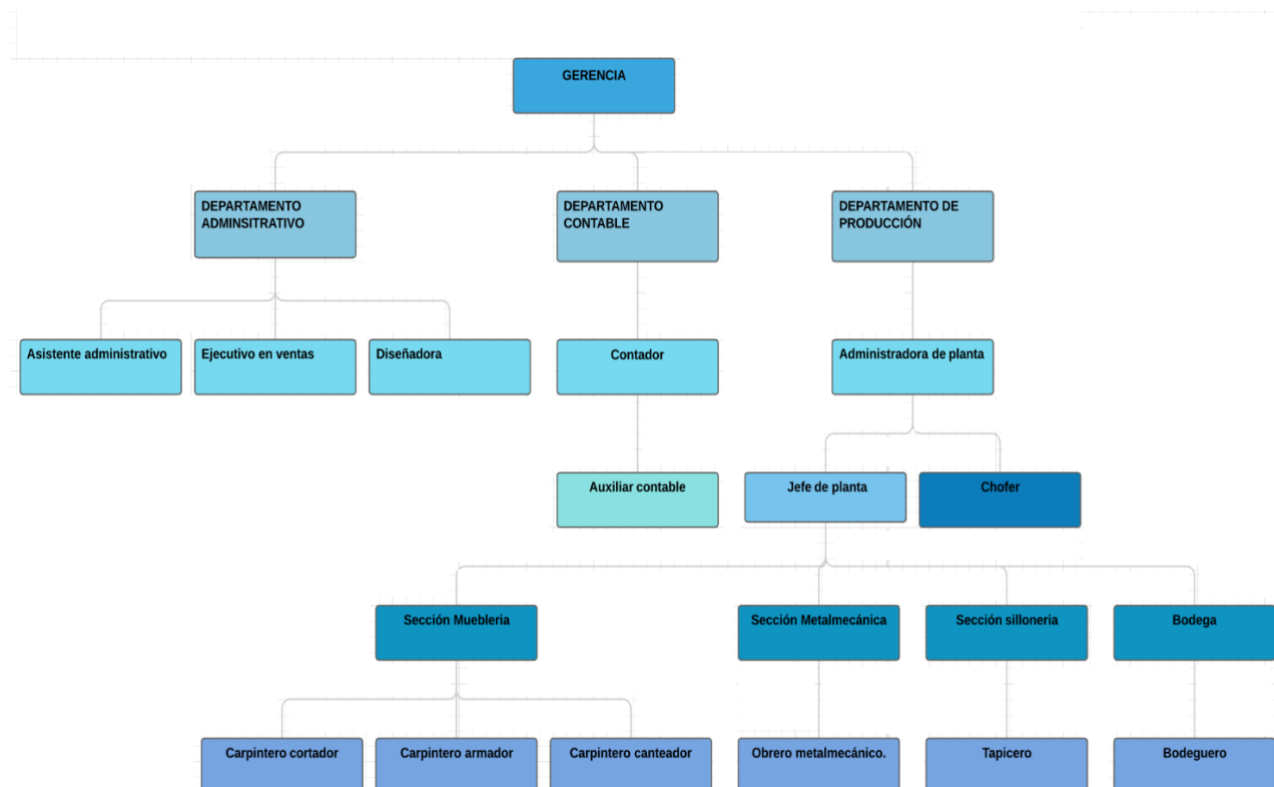 GERENCIA
DEPARTAMENTO
ADMINSITRATIVO
DEPARTAMENTO
CONTABLE
DEPARTAMENTO DE
PRODUCCIÓN
Asistente administrativo
Ejecutivo en ventas
Diseñadora
Contador
Administradora de planta
Auxiliar contable
Jefe de planta
Chofer
Sección Muebleria
Sección Metalmecánica
Sección silloneria
Bodega
Carpintero cortador
Carpintero armador
Carpintero canteador
Obrero metalmecánico.
Tapicero
Bodeguero